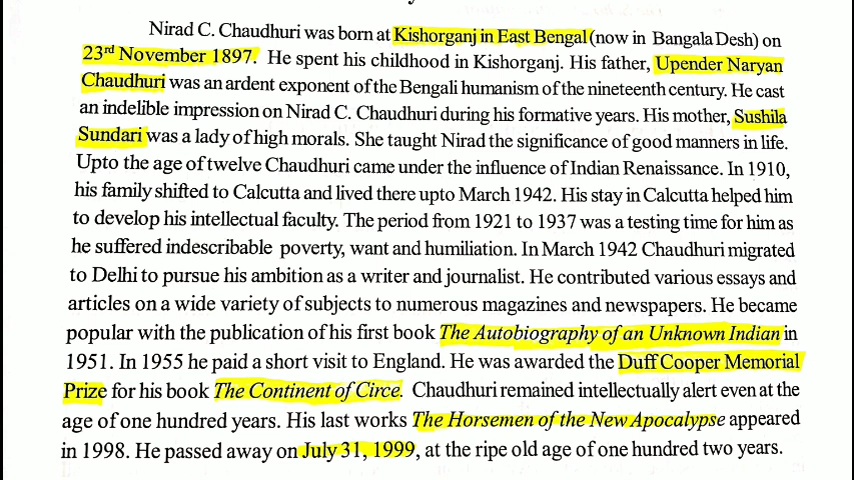 Nirad C. Chaudhuri was born at Kishorganj in East Bengal (now in Bangala Desh) on
23rd November 1897. He spent his childhood in Kishorganj. His father, Upender Naryan
Chaudhuri was an ardent exponent of the Bengali humanism of the nineteenth century. He cast
an indelible impression on Nirad C. Chaudhuri during his formative years. His mother, Sushila
Sundari was a lady of high morals. She taught Nirad the significance of good manners in life.
Upto the age of twelve Chaudhuri came under the influence of Indian Renaissance. In 1910,
his family shifted to Calcutta and lived there upto March 1942. His stay in Calcutta helped him
to develop his intellectual faculty. The period from 1921 to 1937 was a testing time for him as
he suffered indescribable poverty, want and humiliation. In March 1942 Chaudhuri migrated
to Delhi to pursue his ambition as a writer and journalist. He contributed various essays and
articles on a wide variety of subjects to numerous magazines and newspapers. He became
popular with the publication of his first book The Autobiography of an Unknown Indian in
1951. In 1955 he paid a short visit to England. He was awarded the Duff Cooper Memorial
Prize for his book The Continent of Circe. Chaudhuri remained intellectually alert even at the
age of one hundred years. His last works The Horsemen of the New Apocalypse appeared
in 1998. He passed away on July 31, 1999, at the ripe old age of one hundred two years.